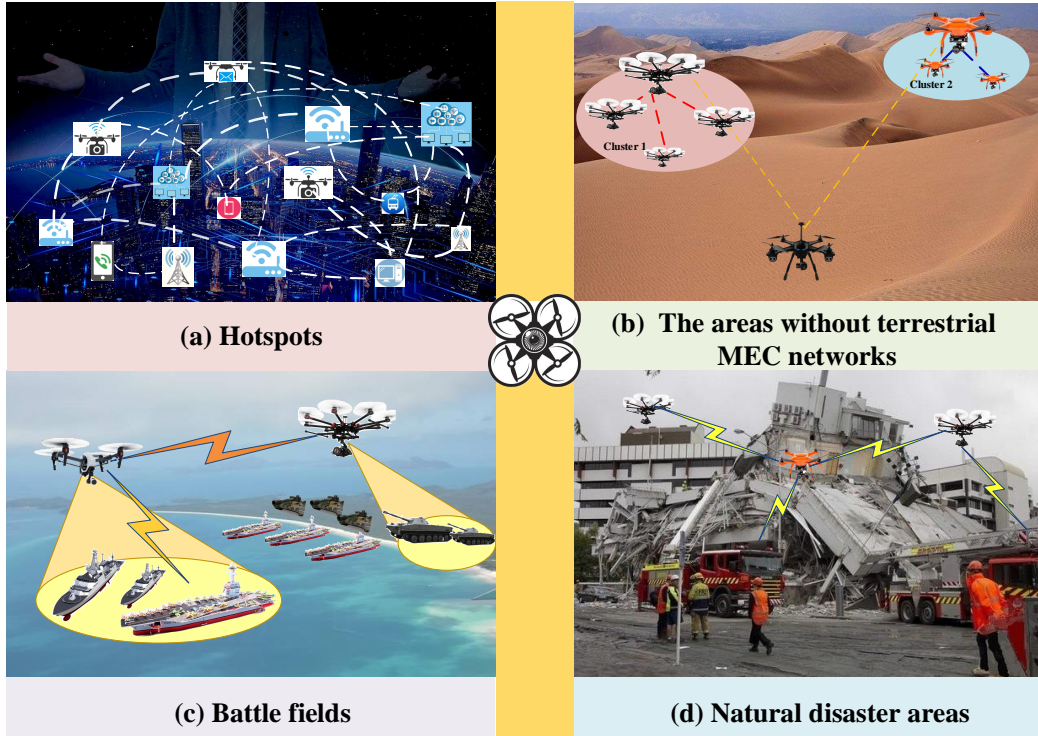 Cluster 1
Cluster 2
(a) Hotspots
(b) The areas without terrestrial
MEC networks
(c) Battle fields
(d) Natural disaster areas